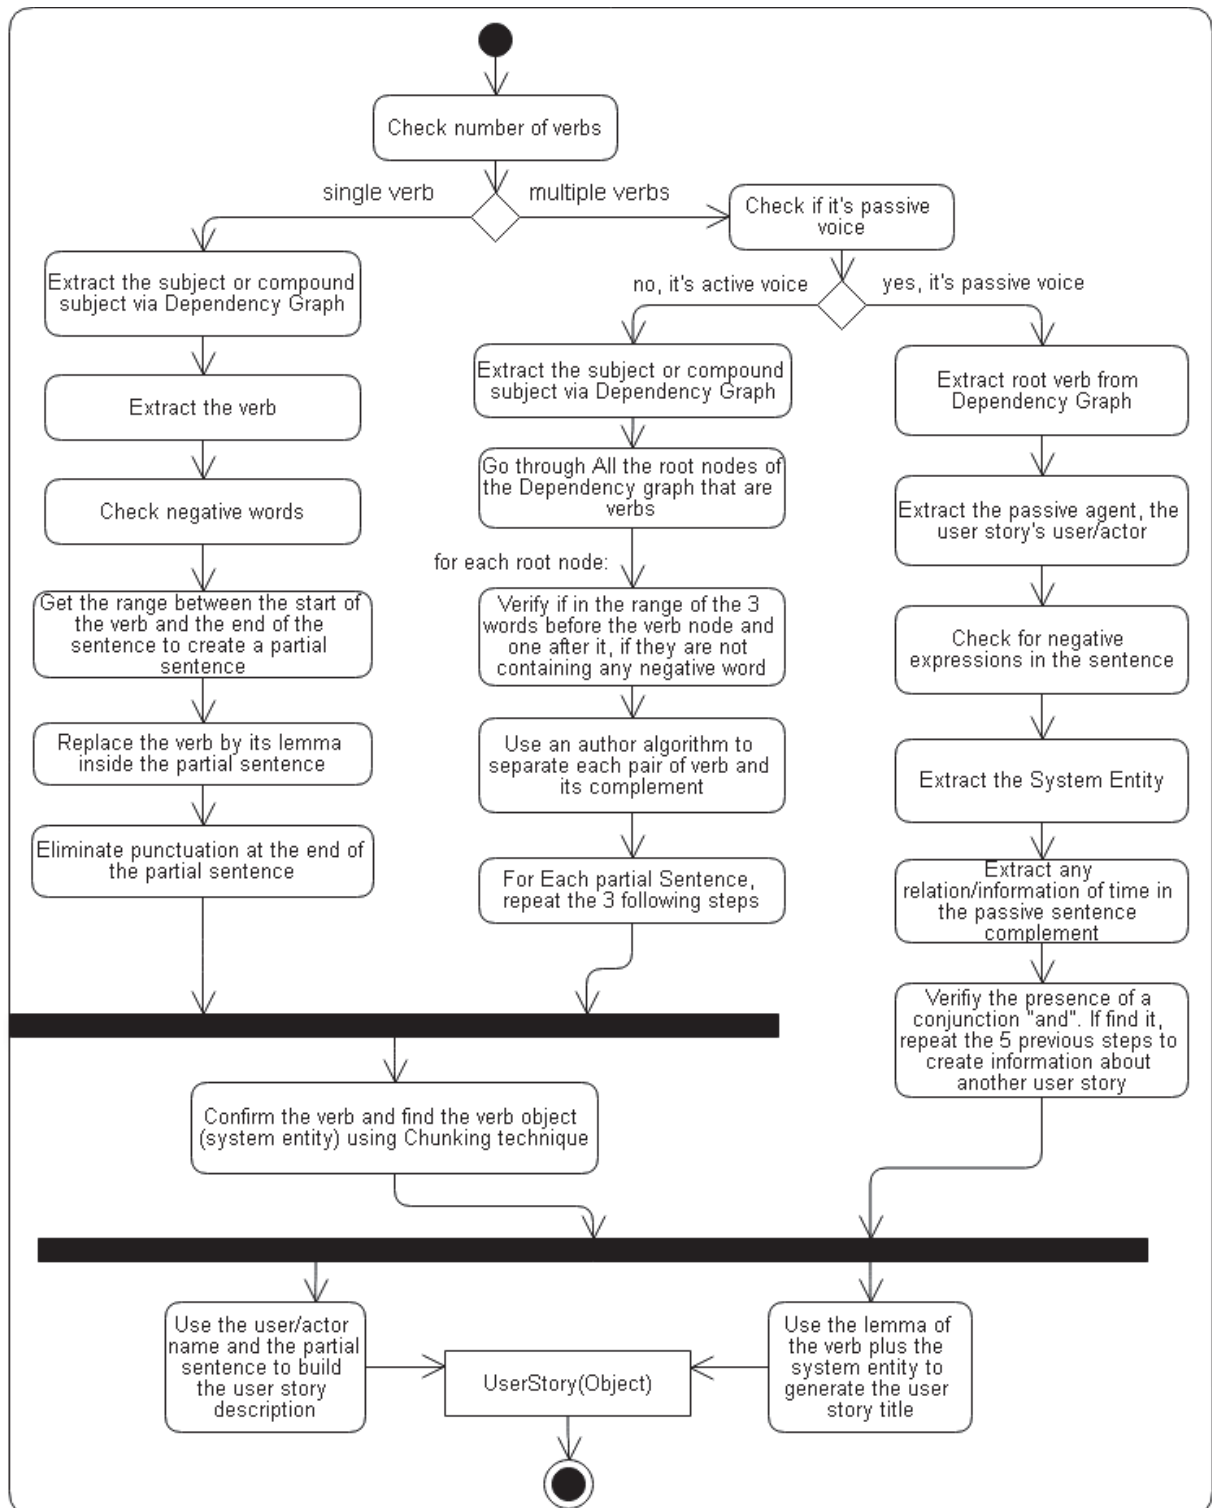 Check number of verbs
single verb
multiple verbs
Check if it's passive
voice
Extract the subject or compound
subject via Dependency Graph
Extract the verb
Check negative words
Get the range between the start of
the verb and the end of the
sentence to create a partial
sentence
Replace the verb by its lemma
inside the partial sentence
Eliminate punctuation at the end of
the partial sentence
no, it's active voice
yes, it's passive voice
Extract the subject or compound
subject via Dependency Graph
Go through All the root nodes of
the Dependency graph that are
verbs
for each root node:
Verify if in the range of the 3
words before the verb node and
one after it, if they are not
containing any negative word
Use an author algorithm to
separate each pair of verb and
its complement
For Each partial Sentence,
repeat the 3 following steps
Extract root verb from
Dependency Graph
Extract the passive agent, the
user story's user/actor
Check for negative
expressions in the sentence
Extract the System Entity
Extract any
relation/information of time in
the passive sentence
complement
Verifiy the presence of a
conjunction "and". If find it,
repeat the 5 previous steps to
create information about
another user story
Confirm the verb and find the verb object
(system entity) using Chunking technique
Use the user/actor
name and the partial
sentence to build
the user story
description
UserStory(Object)
Use the lemma of
the verb plus the
system entity to
generate the user
story title